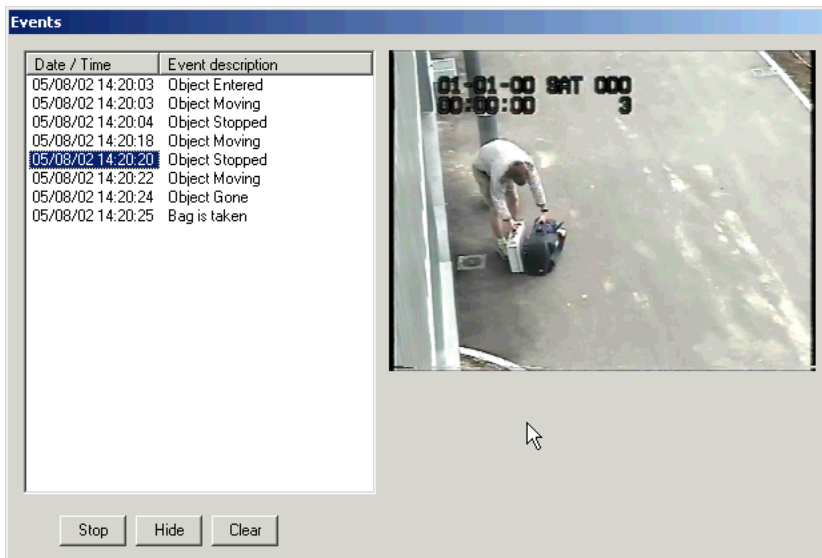 Events
Date / Time Event description
05/08/02 14:20:03 Object Entered
05/08/02 14:20:03 Object Moving
05/08/02 14:20:04 Object Stopped
05/08/02 14:20:18 Object Moving
05/08/02 14:20:20 Object Stopped
05/08/02 14:20:22 Object Moving
05/08/02 14:20:24 Object Gone
05/08/02 14:20:25 Bag is taken
01-01-00 SAT 000
00:00:00 3
Stop Hide Clear